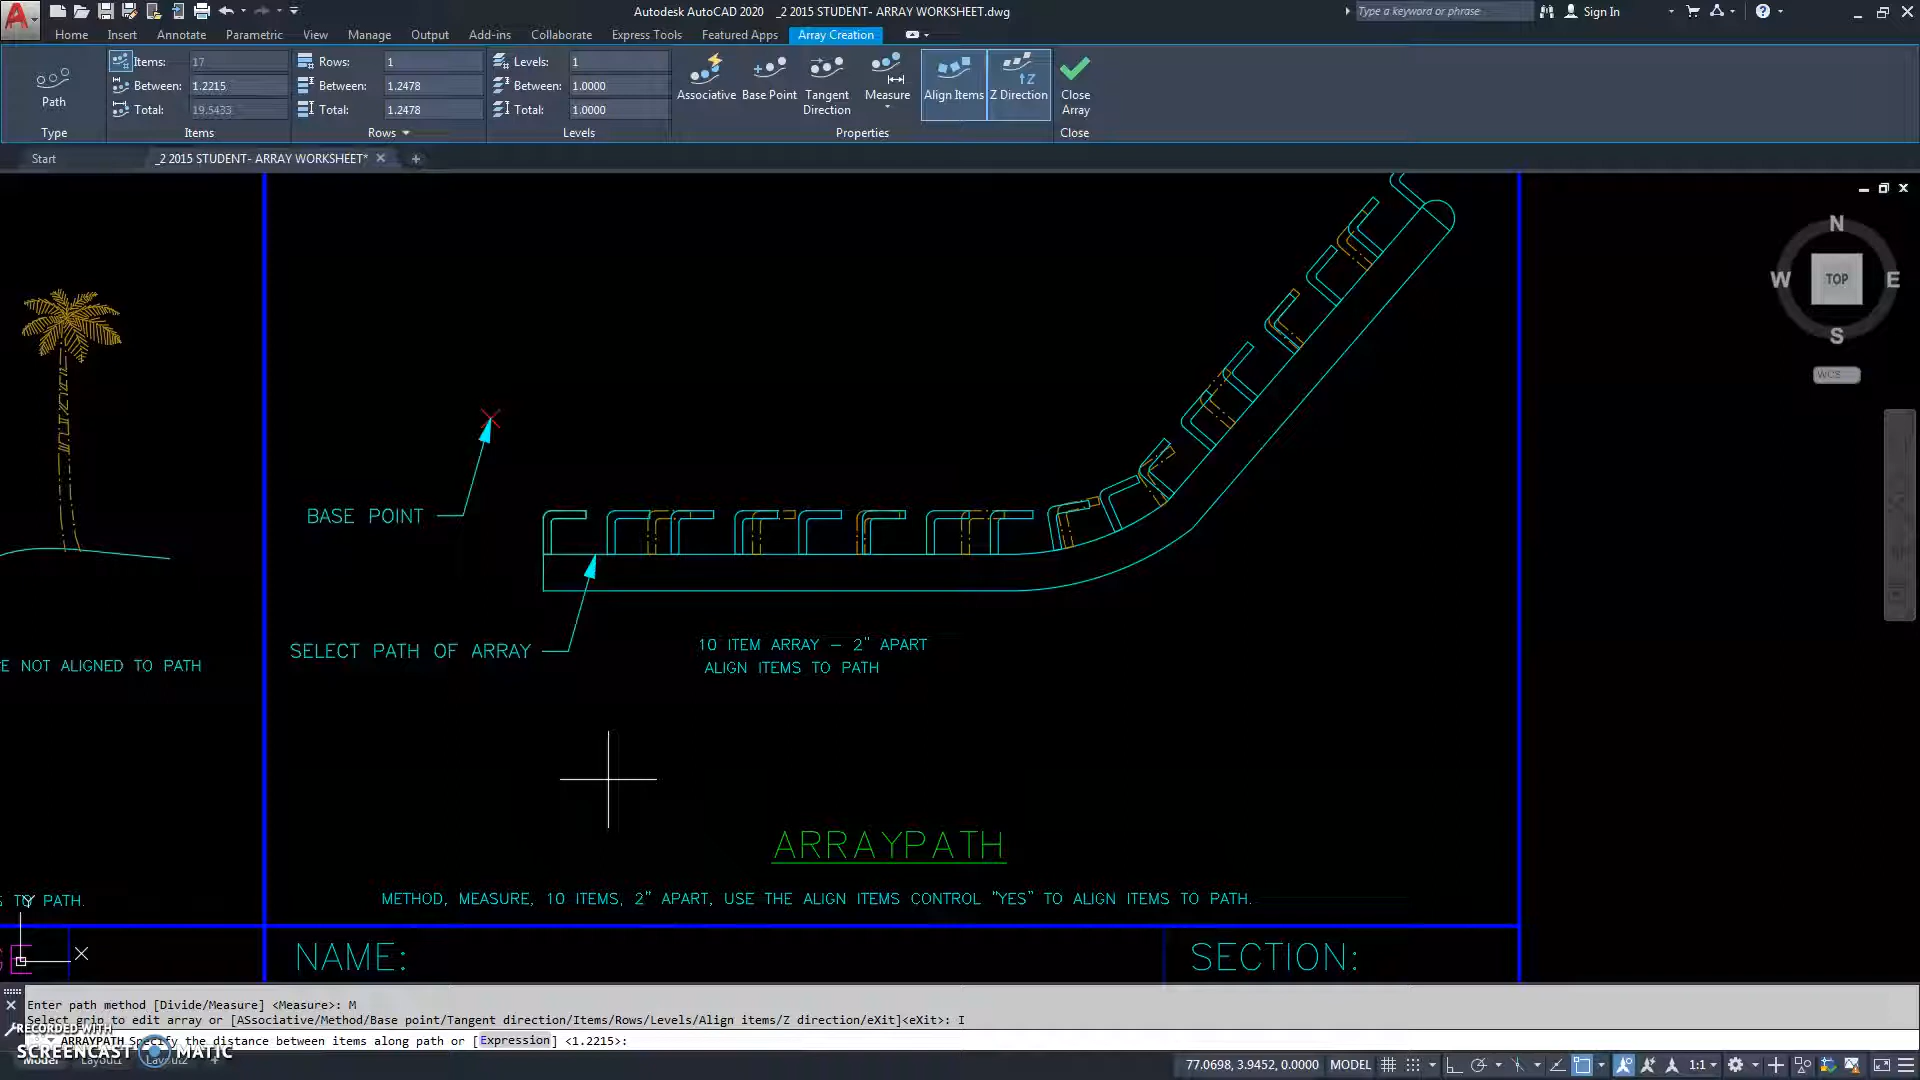 Autodesk AutoCAD 2020 _2 2015 STUDENT- ARRAY WORKSHEET.dwg
Type a keyword or phrase
Sign In
Home Insert Annotate Parametric View Manage Output Add-ins Collaborate Express Tools Featured Apps Array Creation
Items: 17 Rows: 1 Levels: 1
Between: 1.2215 Between: 1.2478 Between: 1.0000
Total: 19.5433 Total: 1.2478 Total: 1.0000
Path
Associative Base Point Tangent Direction Measure Align Items Z Direction Close Array
Type Items Rows Levels Properties Close
Start _2 2015 STUDENT- ARRAY WORKSHEET*
N
W TOP E
S
WCS
BASE POINT
SELECT PATH OF ARRAY
10 ITEM ARRAY - 2" APART
ALIGN ITEMS TO PATH
E NOT ALIGNED TO PATH
ARRAYPATH
METHOD, MEASURE, 10 ITEMS, 2" APART, USE THE ALIGN ITEMS CONTROL "YES" TO ALIGN ITEMS TO PATH.
S TO PATH.
Y
X
GE
NAME: SECTION:
Enter path method [Divide/Measure] <Measure>: M
Select grip to edit array or [ASsociative/Method/Base point/Tangent direction/Items/Rows/Levels/Align items/Z direction/eXit]<eXit>: I
ARRAYPATH Specify the distance between items along path or [Expression] <1.2215>:
RECORDED WITH
SCREENCAST MATIC
Model Layout1 Layout2
77.0698, 3.9452, 0.0000 MODEL 1:1